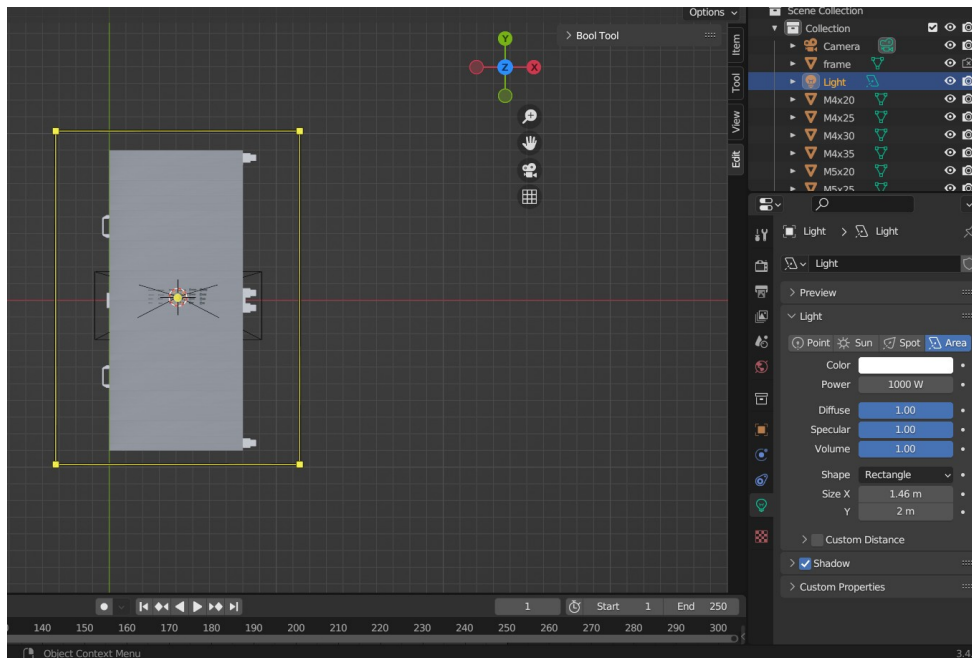 Options
Bool Tool
Item
Tool
View
Edit
Y
Z
X
Scene Collection
Collection
Camera
frame
Light
M4x20
M4x25
M4x30
M4x35
M5x20
M5x25
Light > Light
Light
Preview
Light
Point Sun Spot Area
Color
Power 1000 W
Diffuse 1.00
Specular 1.00
Volume 1.00
Shape Rectangle
Size X 1.46 m
Y 2 m
Custom Distance
Shadow
Custom Properties
1 Start 1 End 250
140 150 160 170 180 190 200 210 220 230 240 250 260 270 280 290 300
Object Context Menu
3.4.